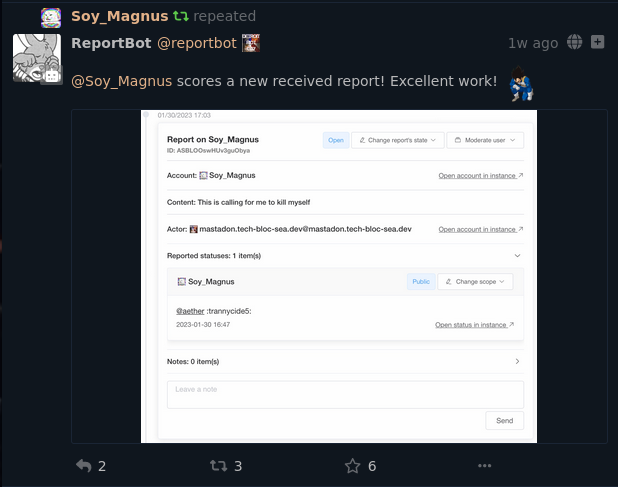 Soy_Magnus repeated
ReportBot @reportbot
1w ago
@Soy_Magnus scores a new received report! Excellent work!
01/30/2023 17:03
Report on Soy_Magnus
Open
Change report's state
Moderate user
ID: ASBLOOswHUv3guObya
Account: Soy_Magnus
Open account in instance
Content: This is calling for me to kill myself
Actor: mastadon.tech-bloc-sea.dev@mastadon.tech-bloc-sea.dev
Open account in instance
Reported statuses: 1 item(s)
Soy_Magnus
Public
Change scope
@aether :trannycide5:
2023-01-30 16:47
Open status in instance
Notes: 0 item(s)
Leave a note
Send
2 3 6